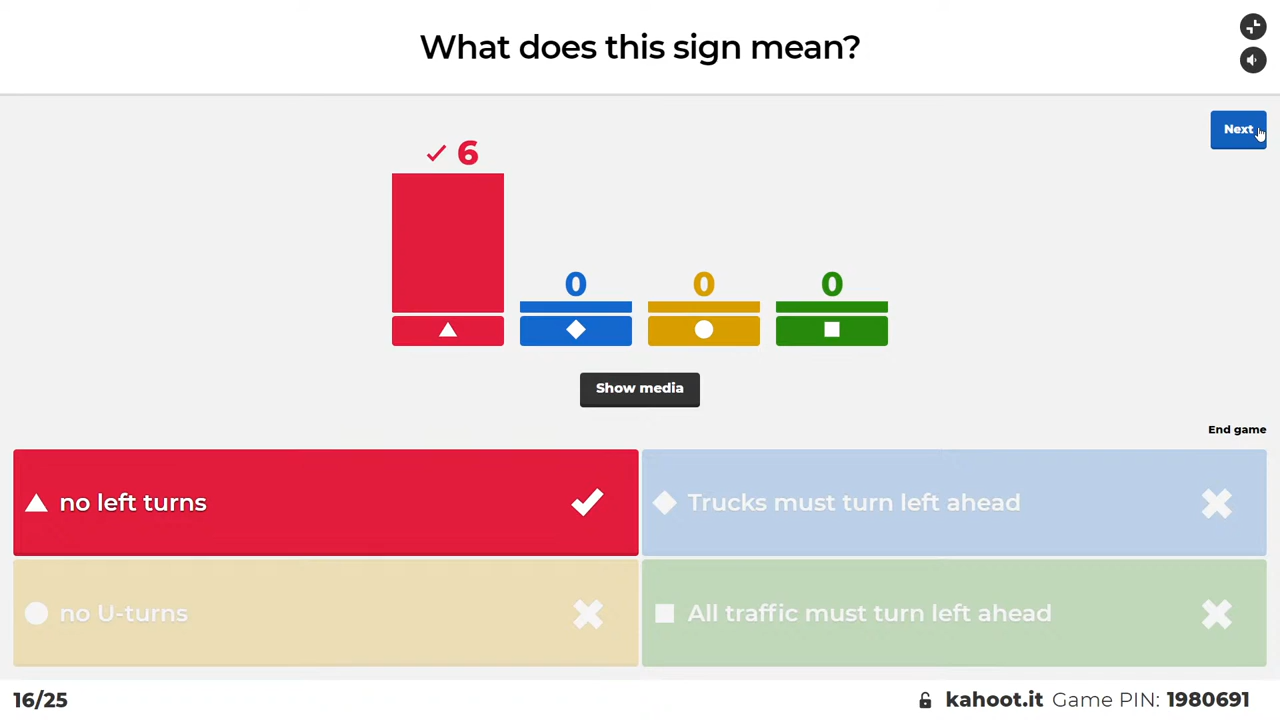 What does this sign mean?
Next
6
0
0
0
Show media
End game
no left turns
Trucks must turn left ahead
no U-turns
All traffic must turn left ahead
16/25
kahoot.it Game PIN: 1980691